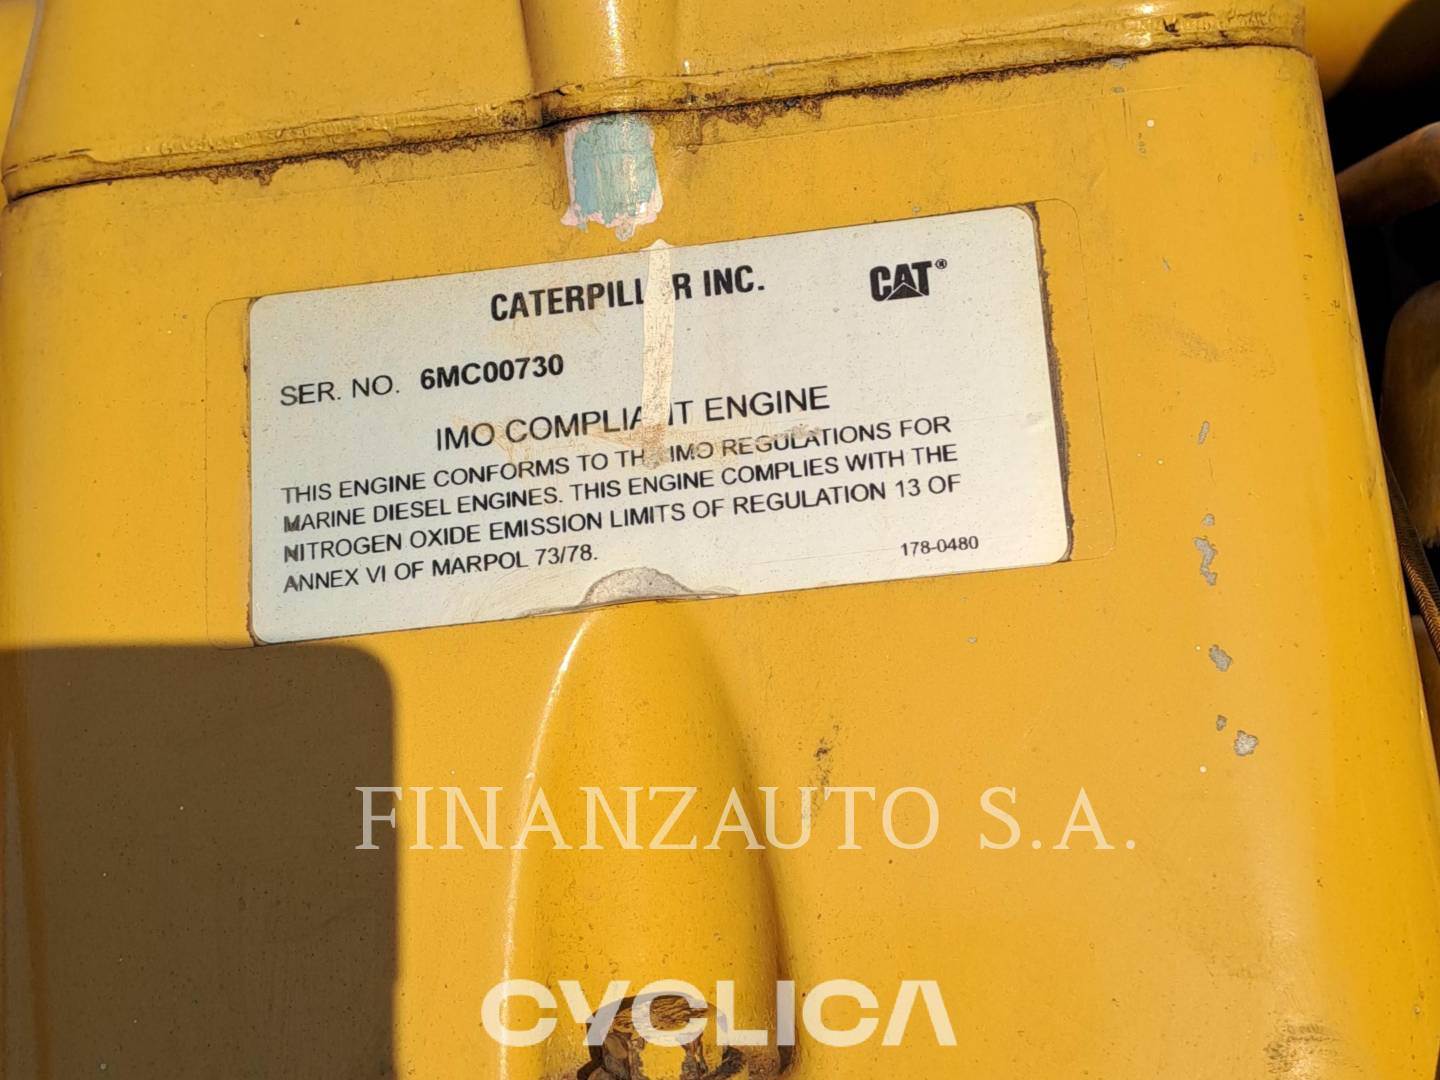 CATERPILLAR INC.
CAT®
SER. NO. 6MC00730
IMO COMPLIANT ENGINE
THIS ENGINE CONFORMS TO THE IMO REGULATIONS FOR
MARINE DIESEL ENGINES. THIS ENGINE COMPLIES WITH THE
NITROGEN OXIDE EMISSION LIMITS OF REGULATION 13 OF
ANNEX VI OF MARPOL 73/78.
178-0480
FINANZAUTO S.A.
CYCLICA